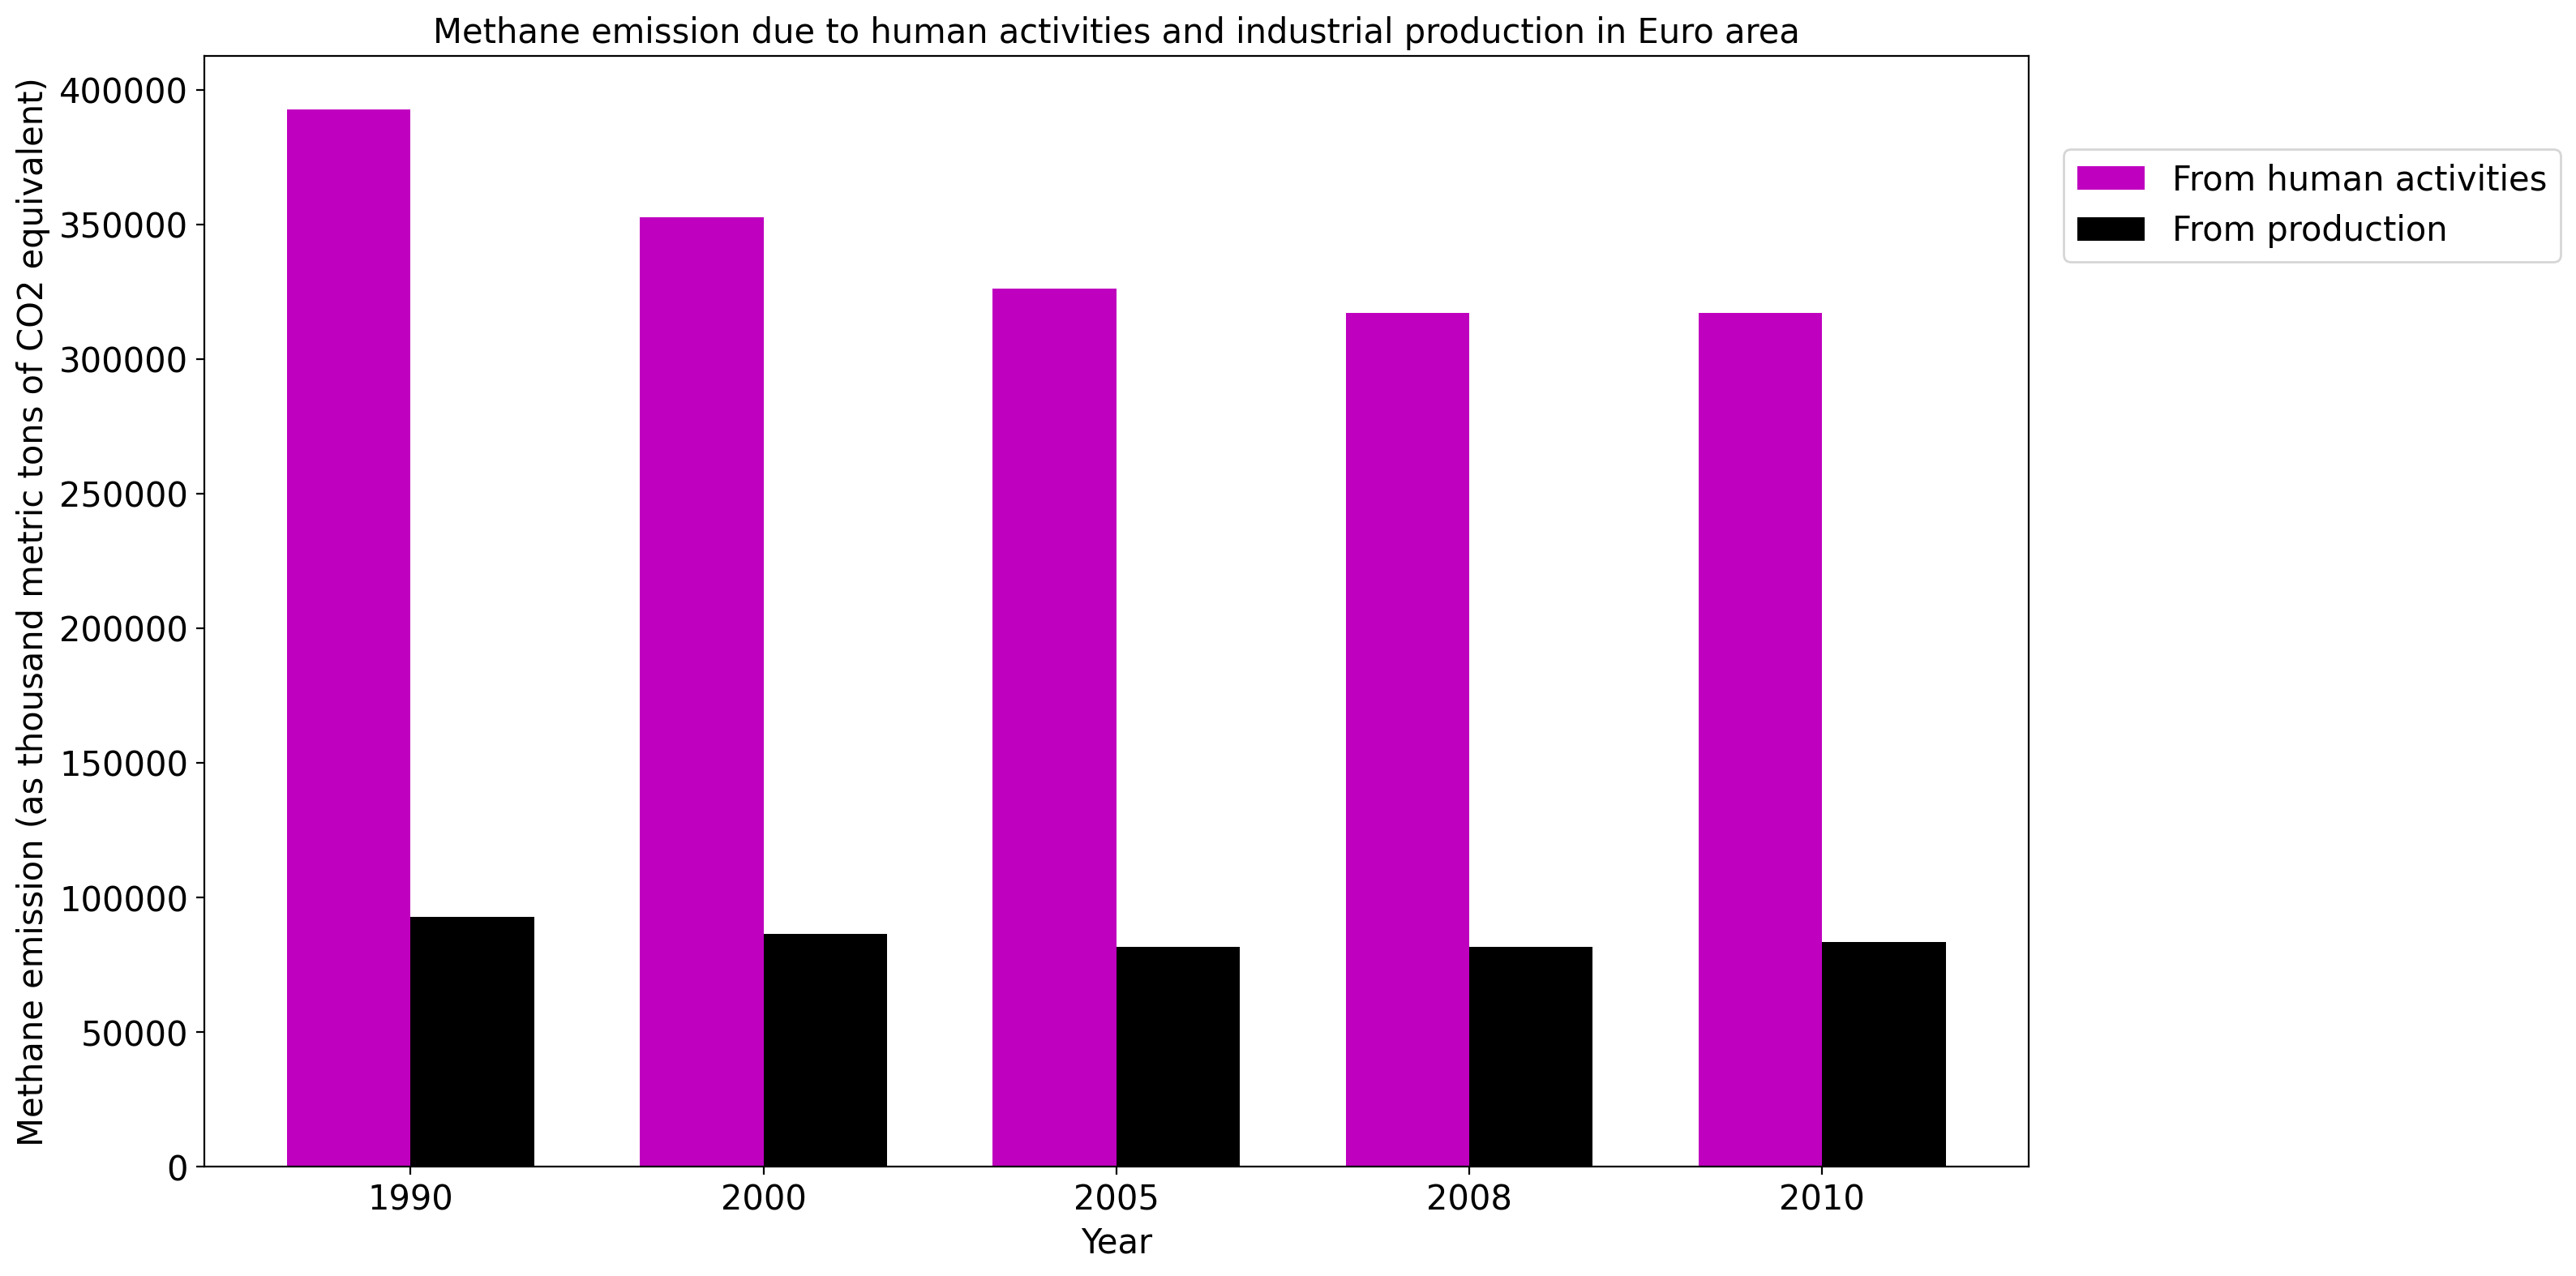 Methane emission due to human activities and industrial production in Euro area
Methane emission (as thousand metric tons of CO2 equivalent)
400000
350000
300000
250000
200000
150000
100000
50000
0
1990 2000 2005 2008 2010
Year
From human activities
From production